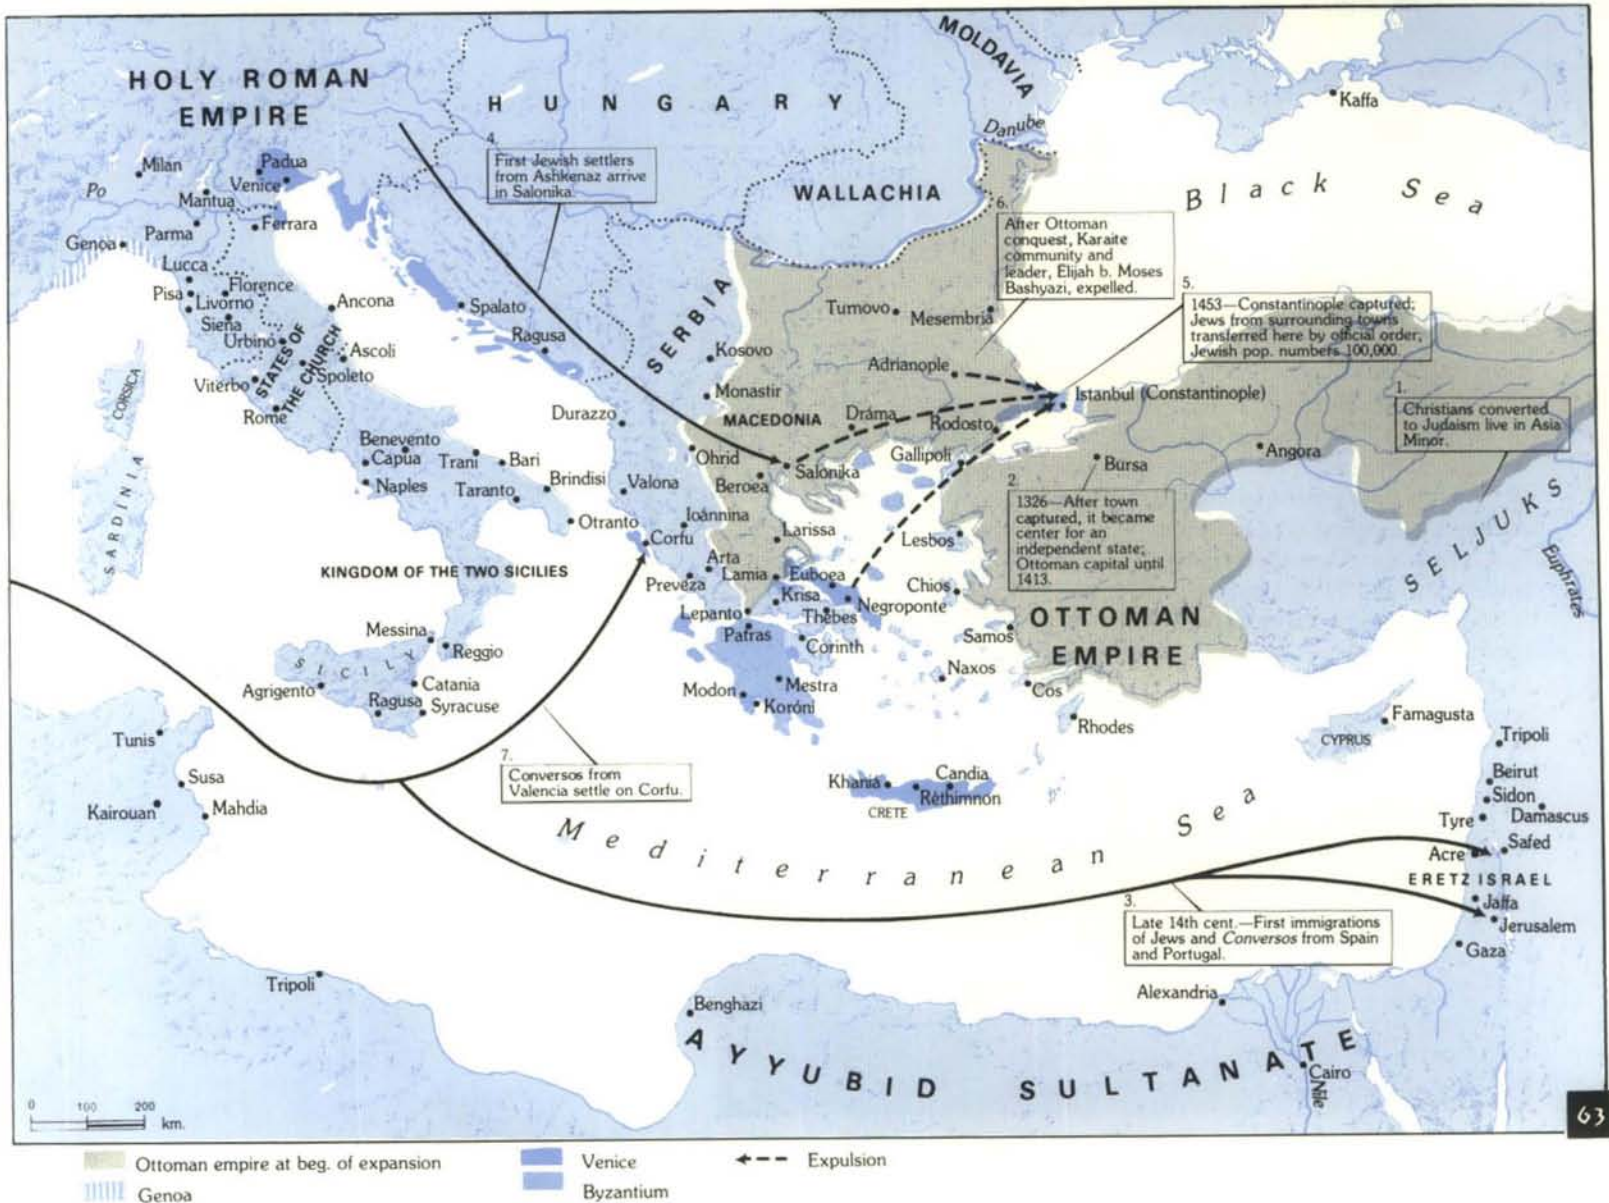 HOLY ROMAN
EMPIRE
HUNGARY
MOLDAVIA
Danube
Kaffa
Black Sea
WALLACHIA
4.
First Jewish settlers
from Ashkenaz arrive
in Salonika.
6.
After Ottoman
conquest, Karaite
community and
leader, Elijah b. Moses
Bashyazi, expelled.
5.
1453—Constantinople captured;
Jews from surrounding towns
transferred here by official order;
Jewish pop. numbers 100,000.
1.
Christians converted
to Judaism live in Asia
Minor.
Milan
Padua
Venice
Po
Mantua
Parma
Ferrara
Genoa
Lucca
Florence
Pisa
Livorno
Siena
Ancona
Urbino
STATES OF
THE CHURCH
Ascoli
Spoleto
Viterbo
Rome
CORSICA
SARDINIA
Spalato
Ragusa
SERBIA
Kosovo
Monastir
MACEDONIA
Durazzo
Ohrid
Turnovo
Mesembria
Adrianople
Istanbul (Constantinople)
Dráma
Rodosto
Gallipoli
Salonika
Beroea
Bursa
Angora
Benevento
Capua
Naples
Trani
Bari
Brindisi
Taranto
Otranto
Valona
Ioánnina
Corfu
Larissa
Arta
Lamia
Preveza
Euboea
Krisa
Negroponte
Lepanto
Thebes
Patras
Corinth
Mestra
Modon
Koróni
Lesbos
Chios
Samos
Naxos
Cos
Rhodes
2.
1326—After town
captured, it became
center for an
independent state;
Ottoman capital until
1413.
OTTOMAN
EMPIRE
SELJUKS
Euphrates
KINGDOM OF THE TWO SICILIES
Messina
Reggio
SICILY
Agrigento
Catania
Ragusa
Syracuse
Tunis
Susa
Kairouan
Mahdia
7.
Conversos from
Valencia settle on Corfu.
Khania
Candia
Réthimnon
CRETE
Mediterranean Sea
CYPRUS
Famagusta
Tripoli
Beirut
Sidon
Damascus
Tyre
Safed
Acre
ERETZ ISRAEL
Jaffa
Jerusalem
Gaza
3.
Late 14th cent.—First immigrations
of Jews and Conversos from Spain
and Portugal.
Tripoli
Benghazi
Alexandria
AYYUBID SULTANATE
Cairo
Nile
0 100 200
km.
63
Ottoman empire at beg. of expansion
Venice
Expulsion
Genoa
Byzantium